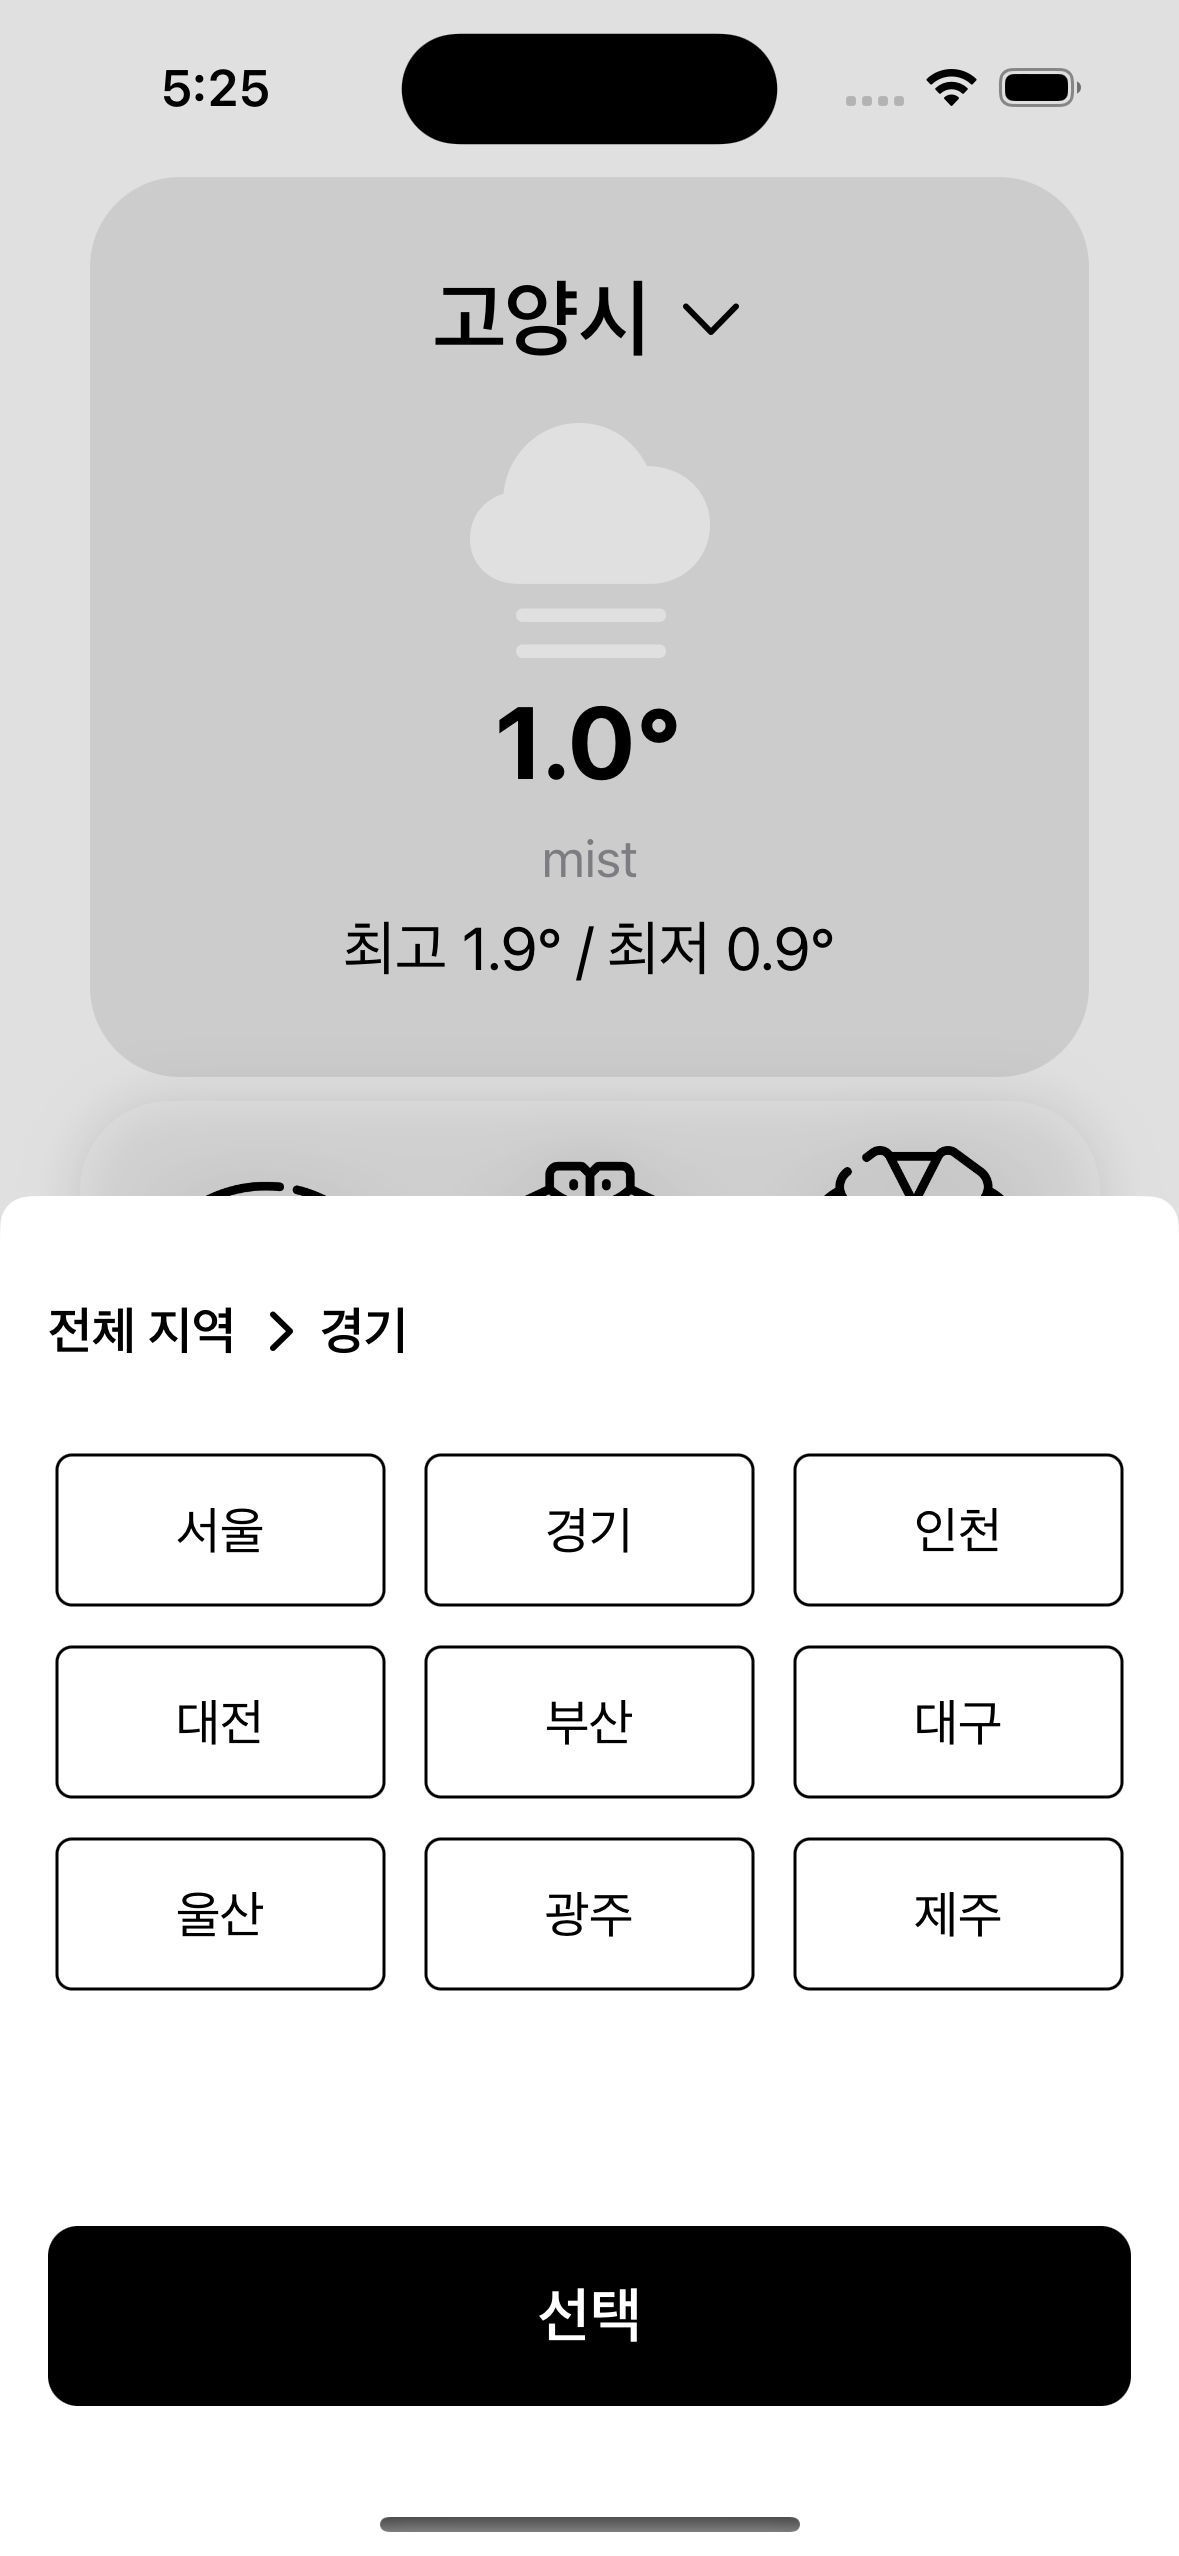 5:25
고양시
1.0°
mist
최고 1.9° / 최저 0.9°
전체 지역 > 경기
서울 경기 인천
대전 부산 대구
울산 광주 제주
선택